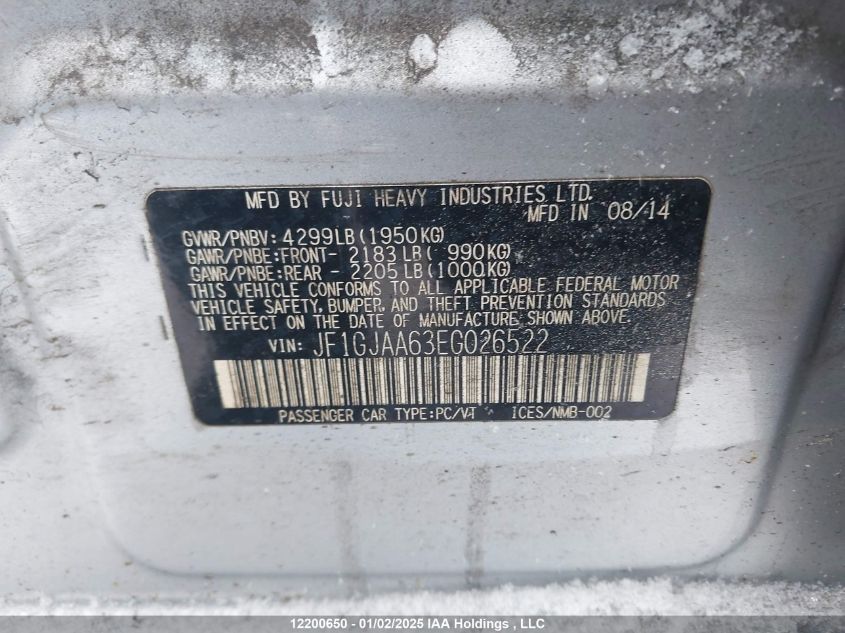 MFD BY FUJI HEAVY INDUSTRIES LTD.
MFD IN 08/14
GVWR/PNBV: 4299LB (1950KG)
GAWR/PNBE: FRONT- 2183 LB ( 990KG)
GAWR/PNBE: REAR - 2205 LB (1000KG)
THIS VEHICLE CONFORMS TO ALL APPLICABLE FEDERAL MOTOR
VEHICLE SAFETY, BUMPER, AND THEFT PREVENTION STANDARDS
IN EFFECT ON THE DATE OF MANUFACTURE SHOWN ABOVE.
VIN: JF1GJAA63EG026522
PASSENGER CAR TYPE: PC/VT ICES/NMB-002
12200650 - 01/02/2025 IAA Holdings , LLC